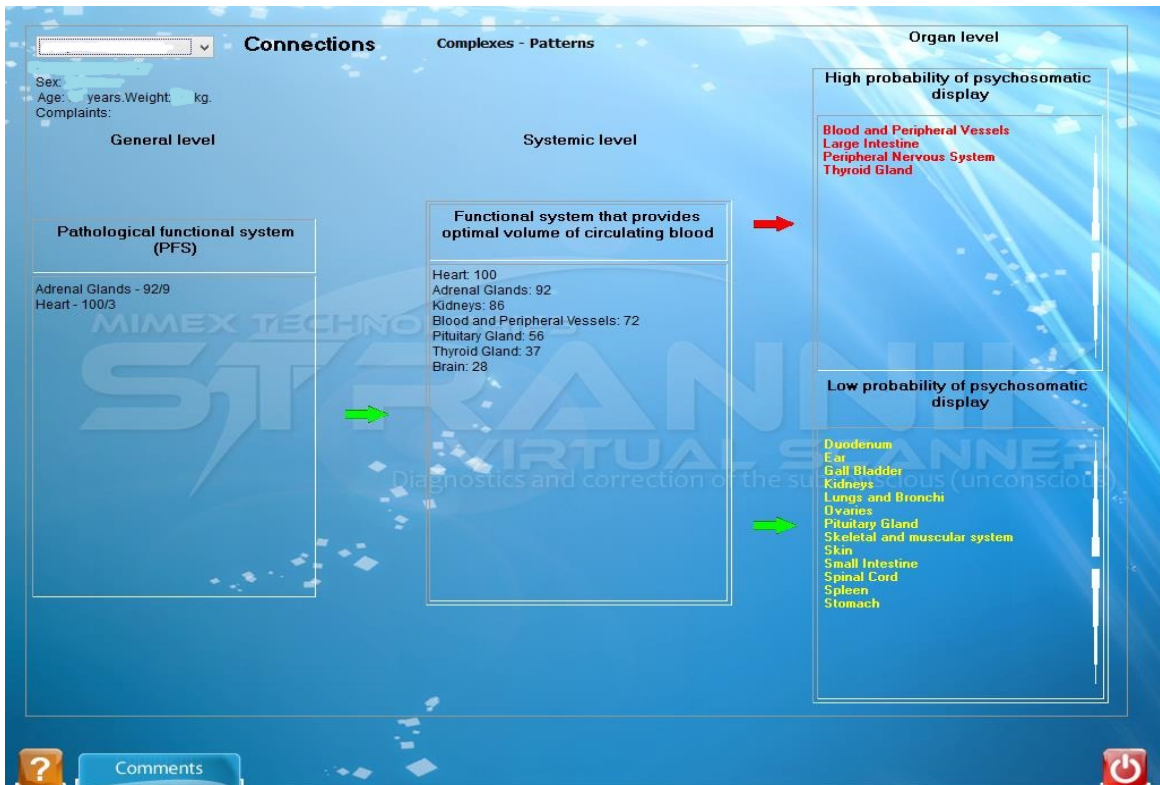 Connections
Complexes - Patterns
Organ level
Sex:
Age: years.Weight: kg.
Complaints:
General level
Pathological functional system
(PFS)
Adrenal Glands - 92/9
Heart - 100/3
Systemic level
Functional system that provides
optimal volume of circulating blood
Heart: 100
Adrenal Glands: 92
Kidneys: 86
Blood and Peripheral Vessels: 72
Pituitary Gland: 56
Thyroid Gland: 37
Brain: 28
High probability of psychosomatic
display
Blood and Peripheral Vessels
Large Intestine
Peripheral Nervous System
Thyroid Gland
Low probability of psychosomatic
display
Duodenum
Ear
Gall Bladder
Kidneys
Lungs and Bronchi
Ovaries
Pituitary Gland
Skeletal and muscular system
Skin
Small Intestine
Spinal Cord
Spleen
Stomach
MIMEX TECHNOLOGIES
STRANNIK
VIRTUAL SCANNER
Diagnostics and correction of the subconscious (unconscious)
?
Comments